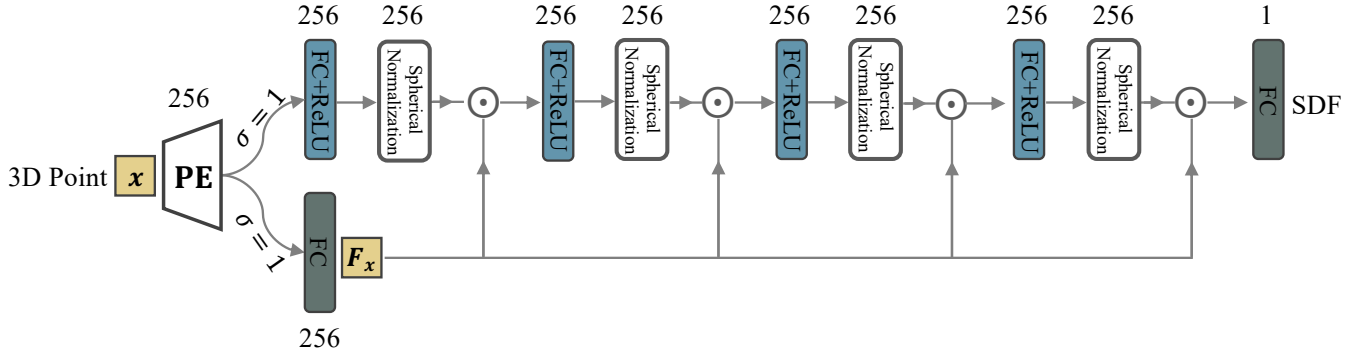 256
256
256
256
256
256
256
256
1
FC+ReLU
Spherical
Normalization
FC+ReLU
Spherical
Normalization
FC+ReLU
Spherical
Normalization
FC+ReLU
Spherical
Normalization
FC
SDF
256
σ = 1
3D Point
x
PE
σ = 1
FC
F_x
256